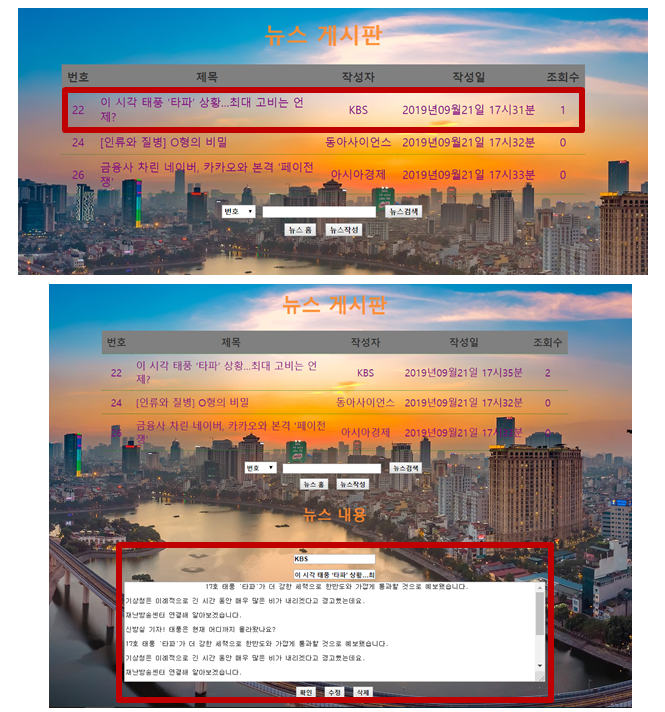 뉴스 게시판
번호 제목 작성자 작성일 조회수
22 이 시각 태풍 '타파' 상황...최대 고비는 언 KBS 2019년09월21일 17시31분 1
제?
24 [인류와 질병] O형의 비밀 동아사이언스 2019년09월21일 17시32분 0
26 금융사 차린 네이버, 카카오와 본격 '페이전 아시아경제 2019년09월21일 17시33분 0
쟁'
번호 뉴스검색
뉴스 홈 뉴스작성
뉴스 게시판
번호 제목 작성자 작성일 조회수
22 이 시각 태풍 '타파' 상황...최대 고비는 언 KBS 2019년09월21일 17시35분 2
제?
24 [인류와 질병] O형의 비밀 동아사이언스 2019년09월21일 17시32분 0
금융사 차린 네이버, 카카오와 본격 '페이전 아시아경제 2019년09월21일 0
쟁'
번호 뉴스검색
뉴스 홈 뉴스작성
뉴스 내용
KBS
이 시각 태풍 '타파' 상황...최
17호 태풍 '타파'가 더 강한 세력으로 한반도와 가깝게 통과할 것으로 예보됐습니다.
기상청은 이례적으로 긴 시간 동안 매우 많은 비가 내리겠다고 경고했는데요.
재난방송센터 연결해 알아보겠습니다.
신방실 기자! 태풍은 현재 어디까지 올라왔나요?
17호 태풍 '타파'가 더 강한 세력으로 한반도와 가깝게 통과할 것으로 예보됐습니다.
기상청은 이례적으로 긴 시간 동안 매우 많은 비가 내리겠다고 경고했는데요.
재난방송센터 연결해 알아보겠습니다.
확인 수정 삭제